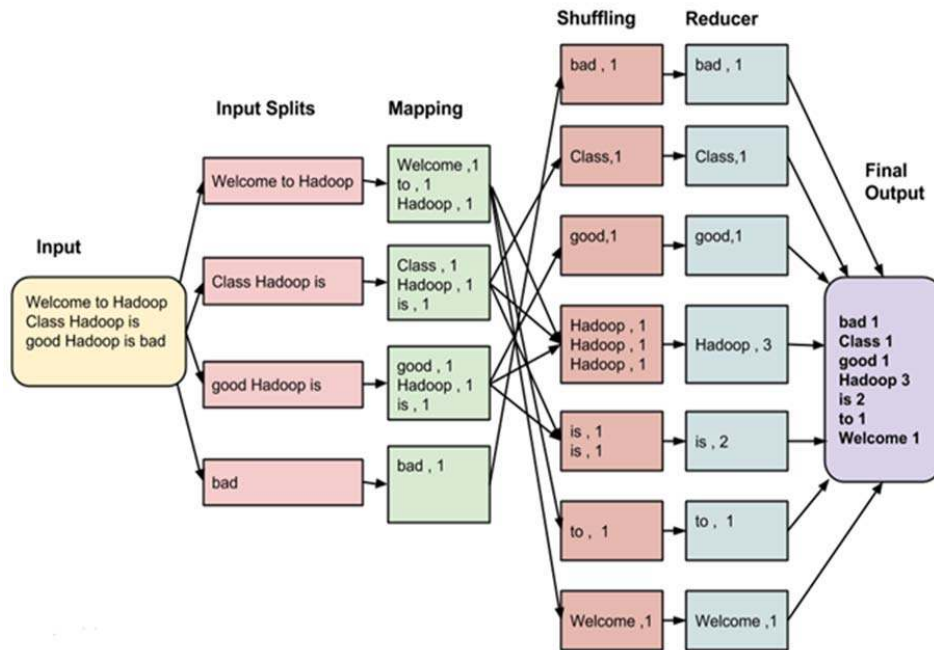 Input
Welcome to Hadoop
Class Hadoop is
good Hadoop is bad
Input Splits
Welcome to Hadoop
Class Hadoop is
good Hadoop is
bad
Mapping
Welcome ,1
to , 1
Hadoop , 1
Class , 1
Hadoop , 1
is , 1
good , 1
Hadoop , 1
is , 1
bad , 1
Shuffling
bad , 1
Class,1
good,1
Hadoop , 1
Hadoop , 1
Hadoop , 1
is , 1
is , 1
to , 1
Welcome ,1
Reducer
bad , 1
Class,1
good,1
Hadoop , 3
is , 2
to , 1
Welcome ,1
Final
Output
bad 1
Class 1
good 1
Hadoop 3
is 2
to 1
Welcome 1